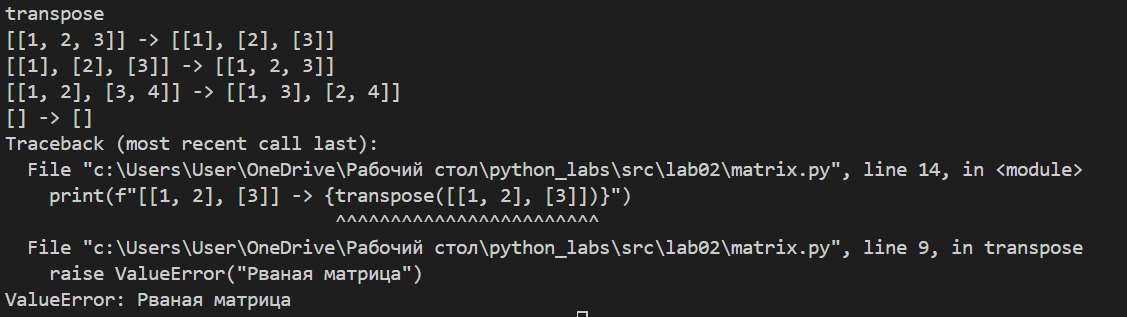 transpose
[[1, 2, 3]] -> [[1], [2], [3]]
[[1], [2], [3]] -> [[1, 2, 3]]
[[1, 2], [3, 4]] -> [[1, 3], [2, 4]]
[] -> []
Traceback (most recent call last):
  File "c:\Users\User\OneDrive\Рабочий стол\python_labs\src\lab02\matrix.py", line 14, in <module>
    print(f"[[1, 2], [3]] -> {transpose([[1, 2], [3]])}")
                              ^^^^^^^^^^^^^^^^^^^^^^^^
  File "c:\Users\User\OneDrive\Рабочий стол\python_labs\src\lab02\matrix.py", line 9, in transpose
    raise ValueError("Рваная матрица")
ValueError: Рваная матрица